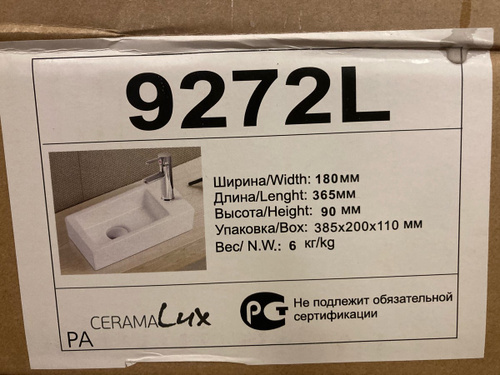 9272L
Ширина/Width: 180мм
Длина/Lenght: 365мм
Высота/Height: 90 мм
Упаковка/Box: 385х200х110 мм
Вес/ N.W.: 6 кг/kg
CERAMALux
РСТ Не подлежит обязательной
сертификации
PA